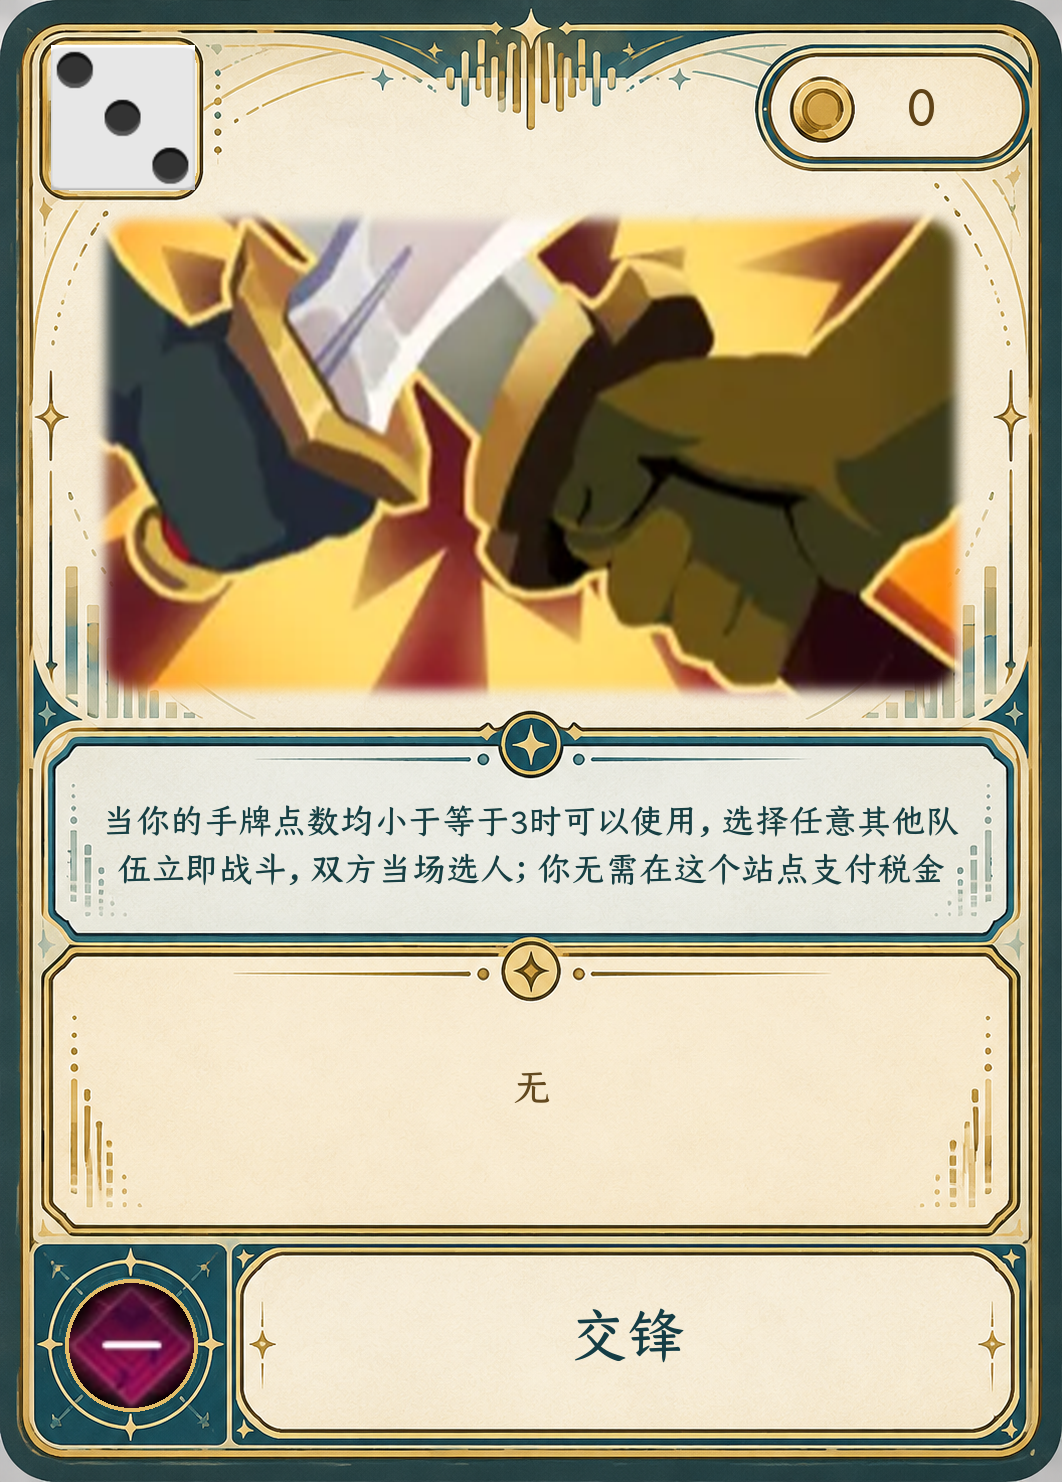 0
当你的手牌点数均小于等于3时可以使用，选择任意其他队
伍立即战斗，双方当场选人；你无需在这个站点支付税金
无
交锋